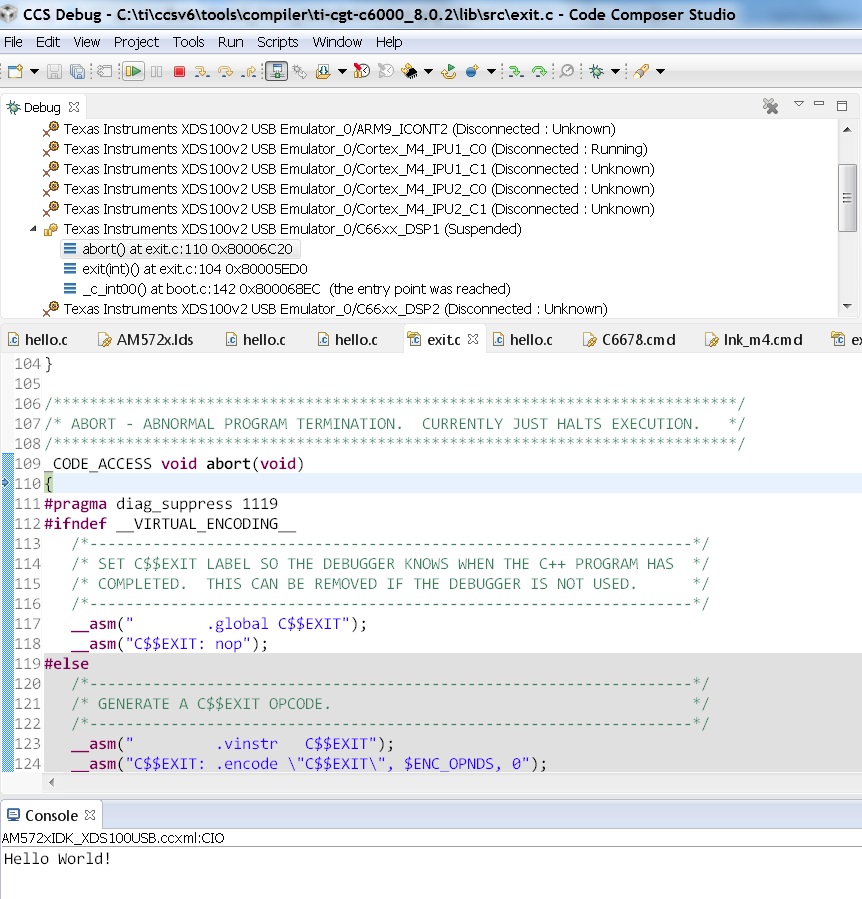 CCS Debug - C:\ti\ccsv6\tools\compiler\ti-cgt-c6000_8.0.2\lib\src\exit.c - Code Composer Studio
File Edit View Project Tools Run Scripts Window Help
Debug
Texas Instruments XDS100v2 USB Emulator_0/ARM9_ICONT2 (Disconnected : Unknown)
Texas Instruments XDS100v2 USB Emulator_0/Cortex_M4_IPU1_C0 (Disconnected : Running)
Texas Instruments XDS100v2 USB Emulator_0/Cortex_M4_IPU1_C1 (Disconnected : Unknown)
Texas Instruments XDS100v2 USB Emulator_0/Cortex_M4_IPU2_C0 (Disconnected : Unknown)
Texas Instruments XDS100v2 USB Emulator_0/Cortex_M4_IPU2_C1 (Disconnected : Unknown)
Texas Instruments XDS100v2 USB Emulator_0/C66xx_DSP1 (Suspended)
abort() at exit.c:110 0x80006C20
exit(int)() at exit.c:104 0x80005ED0
_c_int00() at boot.c:142 0x800068EC (the entry point was reached)
Texas Instruments XDS100v2 USB Emulator_0/C66xx_DSP2 (Disconnected : Unknown)
hello.c AM572x.lds hello.c hello.c exit.c hello.c C6678.cmd lnk_m4.cmd ex
104 }
105
106 /****************************************************************************/
107 /* ABORT - ABNORMAL PROGRAM TERMINATION.  CURRENTLY JUST HALTS EXECUTION.   */
108 /****************************************************************************/
109 _CODE_ACCESS void abort(void)
110 {
111 #pragma diag_suppress 1119
112 #ifndef __VIRTUAL_ENCODING__
113    /*-------------------------------------------------------------------*/
114    /* SET C$$EXIT LABEL SO THE DEBUGGER KNOWS WHEN THE C++ PROGRAM HAS  */
115    /* COMPLETED.  THIS CAN BE REMOVED IF THE DEBUGGER IS NOT USED.      */
116    /*-------------------------------------------------------------------*/
117    __asm("        .global C$$EXIT");
118    __asm("C$$EXIT: nop");
119 #else
120    /*-------------------------------------------------------------------*/
121    /* GENERATE A C$$EXIT OPCODE.                                        */
122    /*-------------------------------------------------------------------*/
123    __asm("         .vinstr   C$$EXIT");
124    __asm("C$$EXIT: .encode \"C$$EXIT\", $ENC_OPNDS, 0");
Console
AM572xIDK_XDS100USB.ccxml:CIO
Hello World!